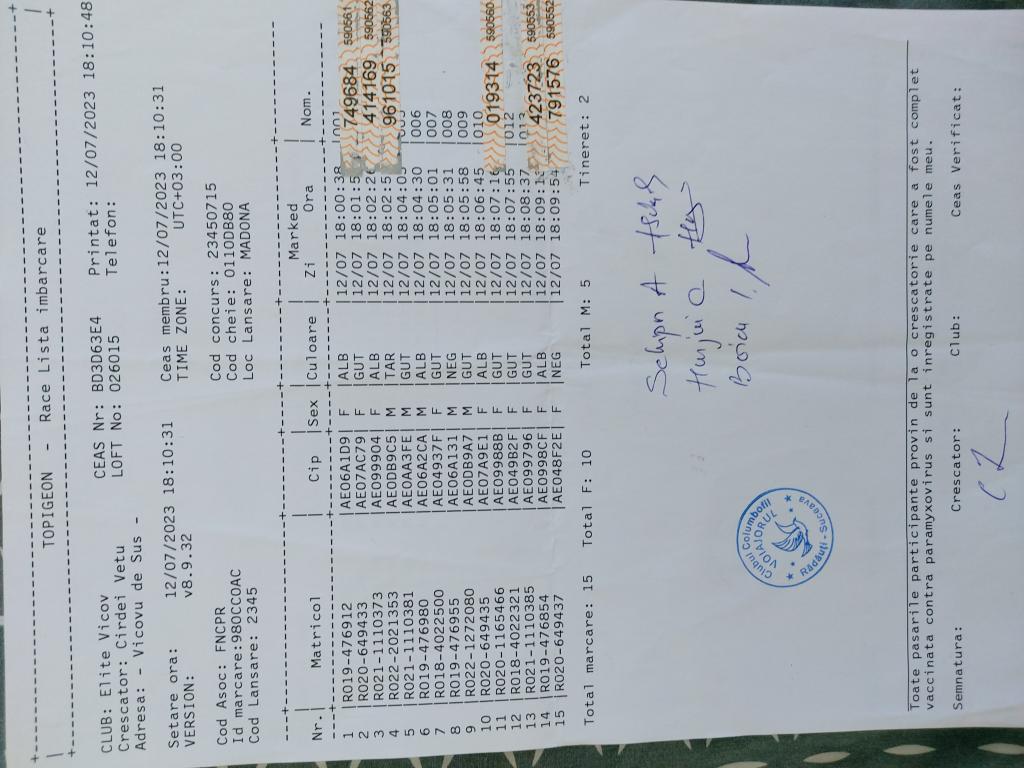 TOPIGEON - Race Lista imbarcare
CLUB: Elite Vicov CEAS Nr: BD3D63E4 Printat: 12/07/2023 18:10:48
Crescator: Cirdei Vetu LOFT No: 026015 Telefon:
Adresa: - Vicovu de Sus -
Setare ora: 12/07/2023 18:10:31 Ceas membru:12/07/2023 18:10:31
VERSION: v8.9.32 TIME ZONE: UTC+03:00
Cod Asoc: FNCPR Cod concurs: 23450715
Id marcare:980CC0AC Cod cheie: 0110DB80
Cod Lansare: 2345 Loc Lansare: MADONA
Marked
Nr.| Matricol | Cip |Sex |Culoare | Zi Ora | Nom.
1 |RO19-476912 |AE06A1D9 | F |ALB |12/07 18:00:38 |001 749684 590661
2 |RO20-649433 |AE07AC79 | F |GUT |12/07 18:01:5 414169 590662
3 |RO21-1110373 |AE099904 | F |ALB |12/07 18:02:26 961015 590663
4 |RO22-2021353 |AE0DB9C5 | M |TAR |12/07 18:02:5
5 |RO21-1110381 |AE0AA3FE | M |GUT |12/07 18:04:0
6 |RO19-476980 |AE06A2CA | M |ALB |12/07 18:04:30 |006
7 |RO18-4022500 |AE04937F | F |GUT |12/07 18:05:01 |007
8 |RO19-476955 |AE06A131 | M |NEG |12/07 18:05:31 |008
9 |RO22-1272080 |AE0DB9A7 | M |GUT |12/07 18:05:58 |009
10 |RO20-649435 |AE07A9E1 | F |ALB |12/07 18:06:45 |010
11 |RO20-1165466 |AE09988B | F |GUT |12/07 18:07:16 019314
12 |RO18-4022321 |AE049B2F | F |GUT |12/07 18:07:55 |012
13 |RO21-1110385 |AE099796 | F |GUT |12/07 18:08:37 423723
14 |RO19-476854 |AE0998CF | F |ALB |12/07 18:09:1 791576 590552
15 |RO20-649437 |AE048F2E | F |NEG |12/07 18:09:54
Total marcare: 15 Total F: 10 Total M: 5 Tineret: 2
Clubul Columbofil
VOIAJORUL
Rădăuți - Suceava
Toate pasarile participante provin de la o crescatorie care a fost complet
vaccinata contra paramyxovirus si sunt inregistrate pe numele meu.
Semnatura: Crescator: Club: Ceas Verificat: